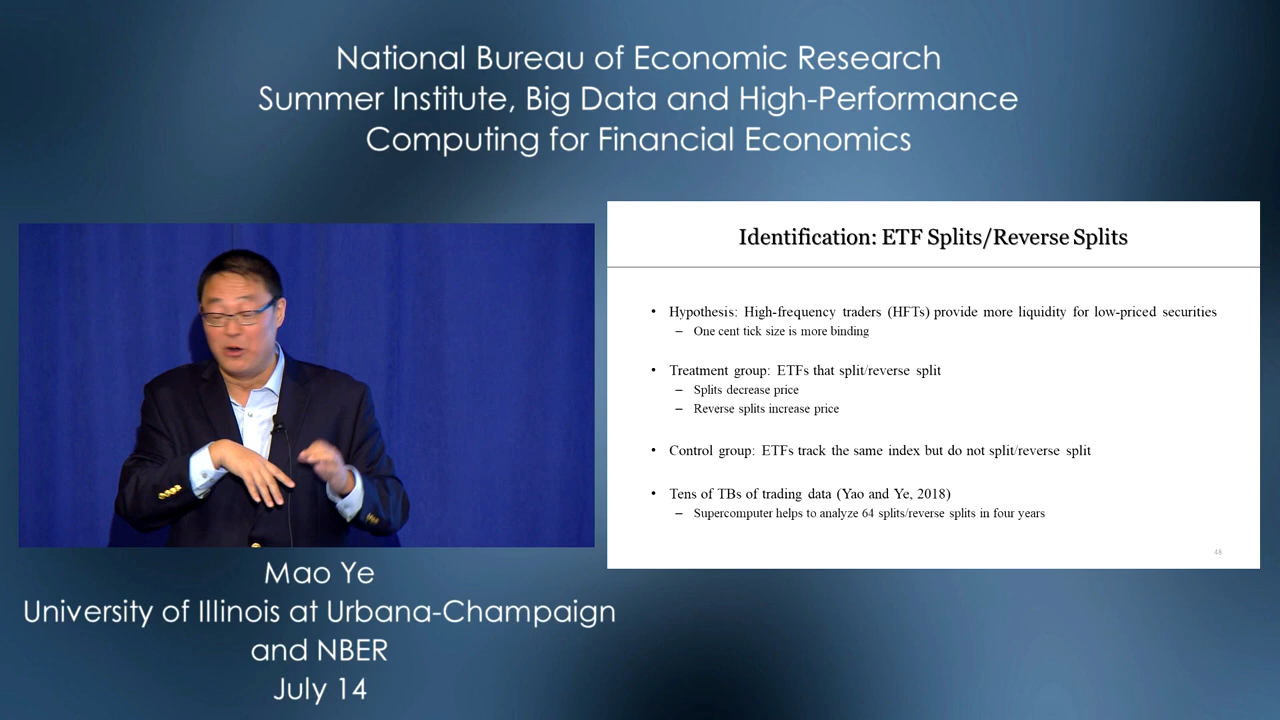 National Bureau of Economic Research
Summer Institute, Big Data and High-Performance
Computing for Financial Economics
Identification: ETF Splits/Reverse Splits
• Hypothesis: High-frequency traders (HFTs) provide more liquidity for low-priced securities
– One cent tick size is more binding
• Treatment group: ETFs that split/reverse split
– Splits decrease price
– Reverse splits increase price
• Control group: ETFs track the same index but do not split/reverse split
• Tens of TBs of trading data (Yao and Ye, 2018)
– Supercomputer helps to analyze 64 splits/reverse splits in four years
48
Mao Ye
University of Illinois at Urbana-Champaign
and NBER
July 14